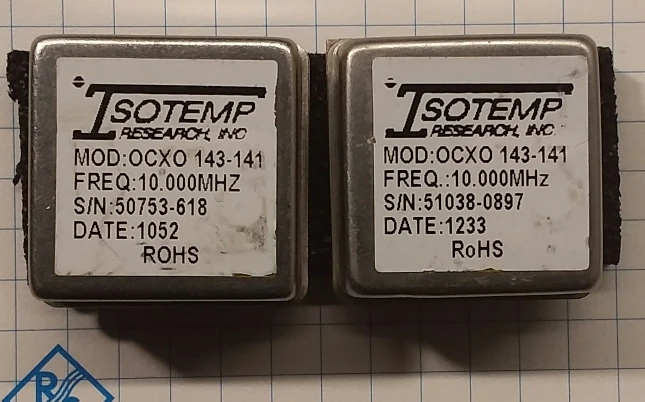 ISOTEMP
RESEARCH, INC
MOD:OCXO 143-141
FREQ:10.000MHZ
S/N:50753-618
DATE:1052
ROHS
ISOTEMP
RESEARCH, INC
MOD:OCXO 143-141
FREQ.:10.000MHz
S/N:51038-0897
DATE:1233
RoHS